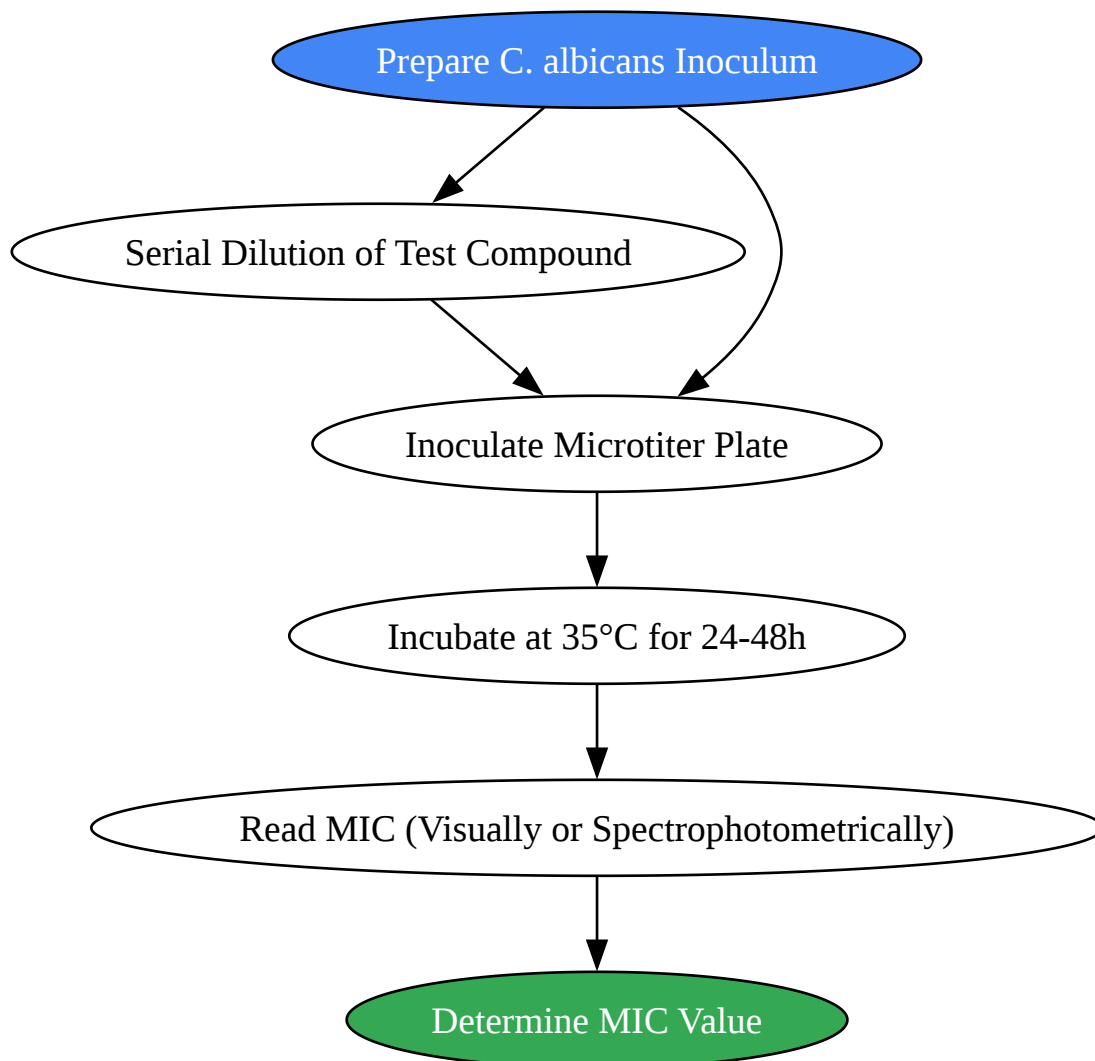 Prepare C. albicans Inoculum
Serial Dilution of Test Compound
Inoculate Microtiter Plate
Incubate at 35°C for 24-48h
Read MIC (Visually or Spectrophotometrically)
Determine MIC Value